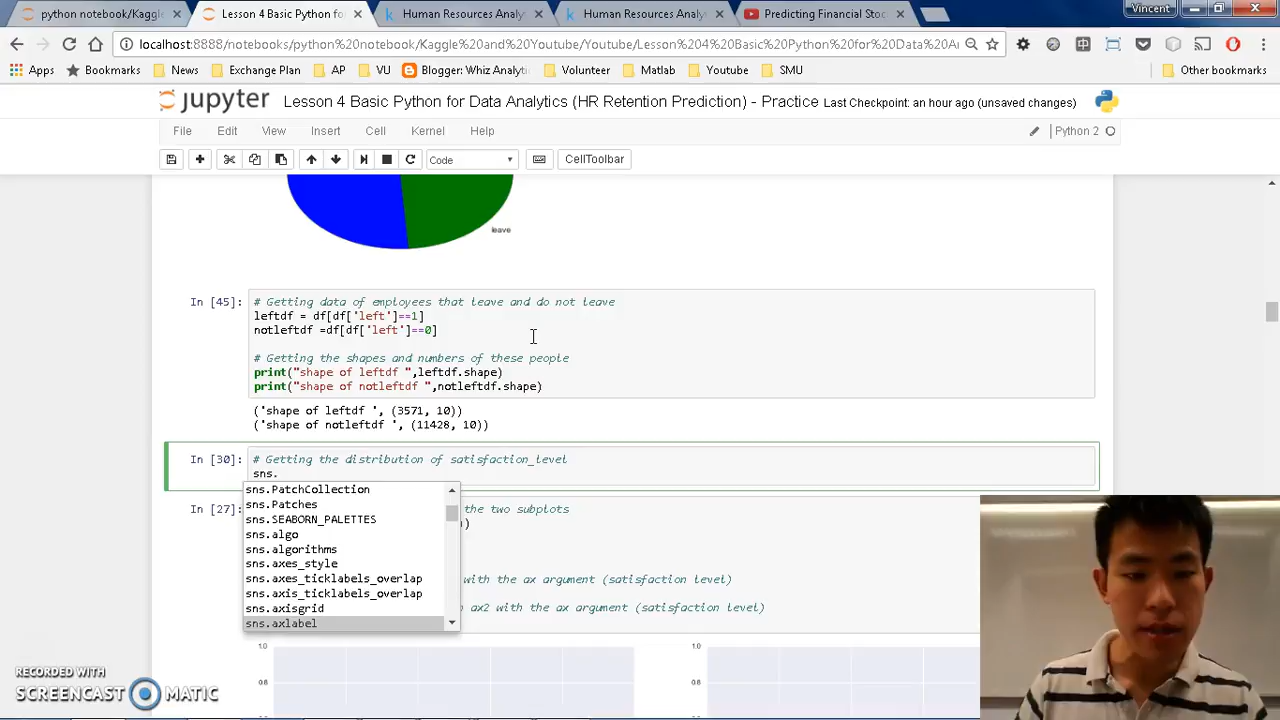 python notebook/Kaggle
Lesson 4 Basic Python for
Human Resources Analy
Human Resources Analy
Predicting Financial S
Vincent
localhost:8888/notebooks/python%20notebook/Kaggle%20and%20Youtube/Youtube/Lesson%204%20Basic%20Python%20for%20Data%20A
Apps
Bookmarks
News
Exchange Plan
AP
VU
Blogger: Whiz Analytic
Volunteer
Matlab
Youtube
SMU
Other bookmarks
jupyter Lesson 4 Basic Python for Data Analytics (HR Retention Prediction) - Practice un
checkpoint: an hour ago (unsaved changes)
File Edit View Insert Cell Kernel Help
Python 2
Code
CellToolbar
leave
In [45]:
# Getting data of employees that leave and do not leave
leftdf = df[df['left']==1]
notleftdf =df[df['left']==0]
# Getting the shapes and numbers of these people
print("shape of leftdf ",leftdf.shape)
print("shape of notleftdf ",notleftdf.shape)
('shape of leftdf ', (3571, 10))
('shape of notleftdf ', (11428, 10))
In [30]:
# Getting the distribution of satisfaction_level
sns.
sns.PatchCollection
sns.Patches
sns.SEABORN_PALETTES
sns.algo
sns.algorithms
sns.axes_style
sns.axes_ticklabels_overlap
sns.axis_ticklabels_overlap
sns.axisgrid
sns.axlabel
In [27]:
the two subplots
)
with the ax argument (satisfaction level)
ax2 with the ax argument (satisfaction level)
1.0
0.8
1.0
0.8
RECORDED WITH
SCREENCAST MATIC